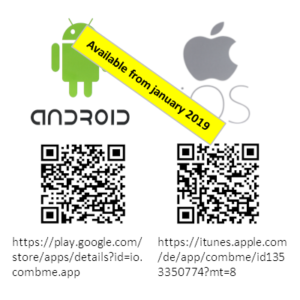 Available from january 2019
android
iOS
https://play.google.com/
store/apps/details?id=io.
combme.app
https://itunes.apple.com
/de/app/combme/id135
3350774?mt=8